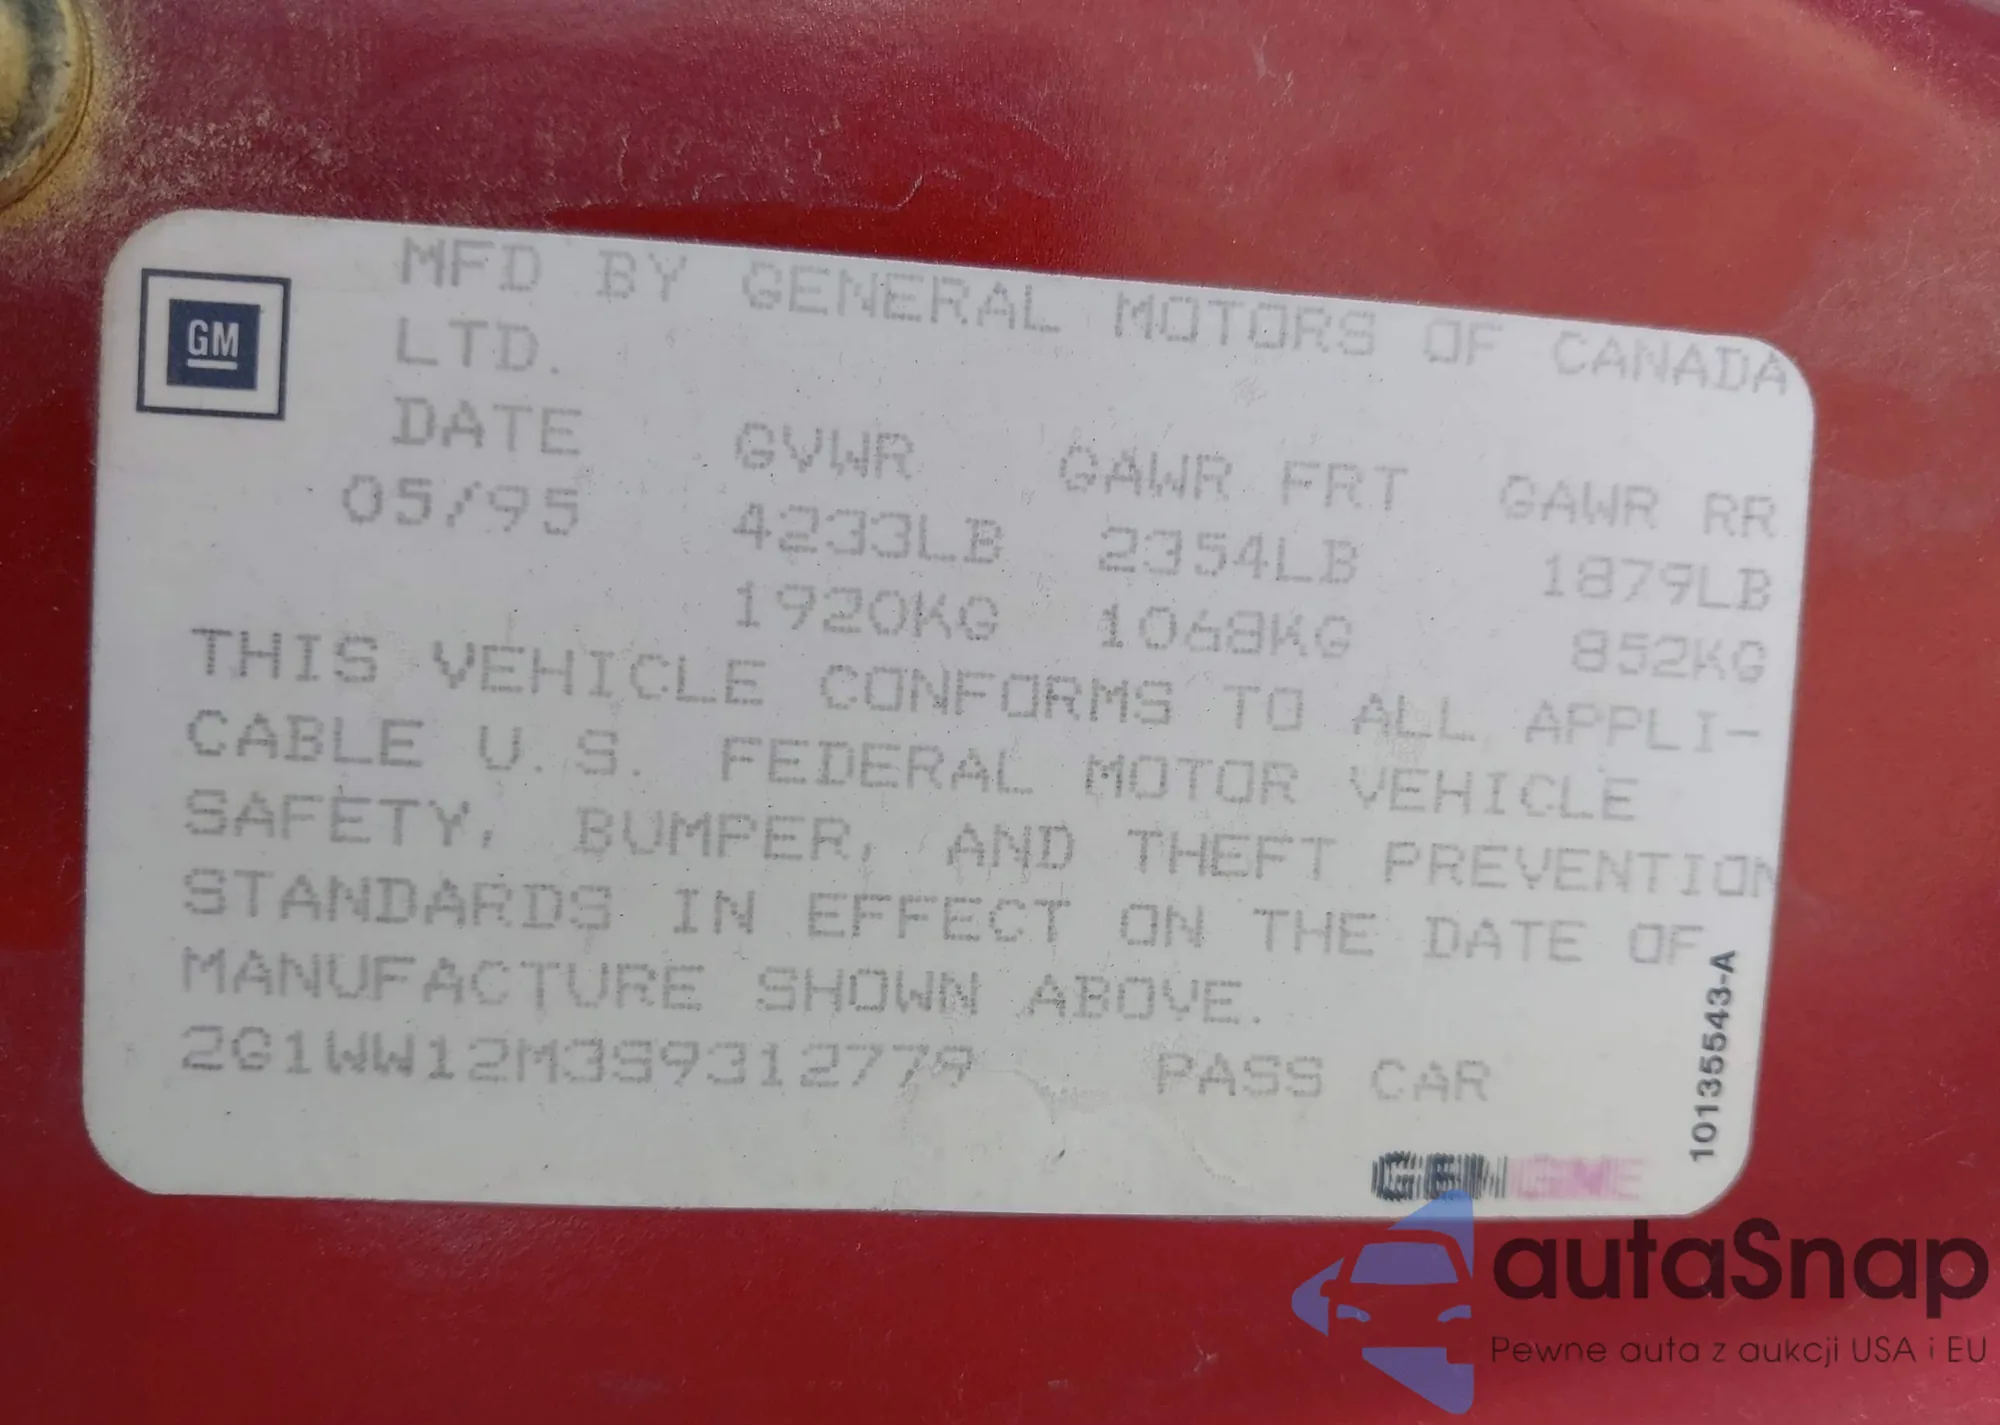 GM
MFD BY GENERAL MOTORS OF CANADA
LTD.
DATE GVWR GAWR FRT GAWR RR
05/95 4233LB 2354LB 1879LB
1920KG 1068KG 852KG
THIS VEHICLE CONFORMS TO ALL APPLI-
CABLE U.S. FEDERAL MOTOR VEHICLE
SAFETY, BUMPER, AND THEFT PREVENTION
STANDARDS IN EFFECT ON THE DATE OF
MANUFACTURE SHOWN ABOVE.
2G1WW12M3S9312779 PASS CAR
10135543-A
autaSnap
Pewne auta z aukcji USA i EU